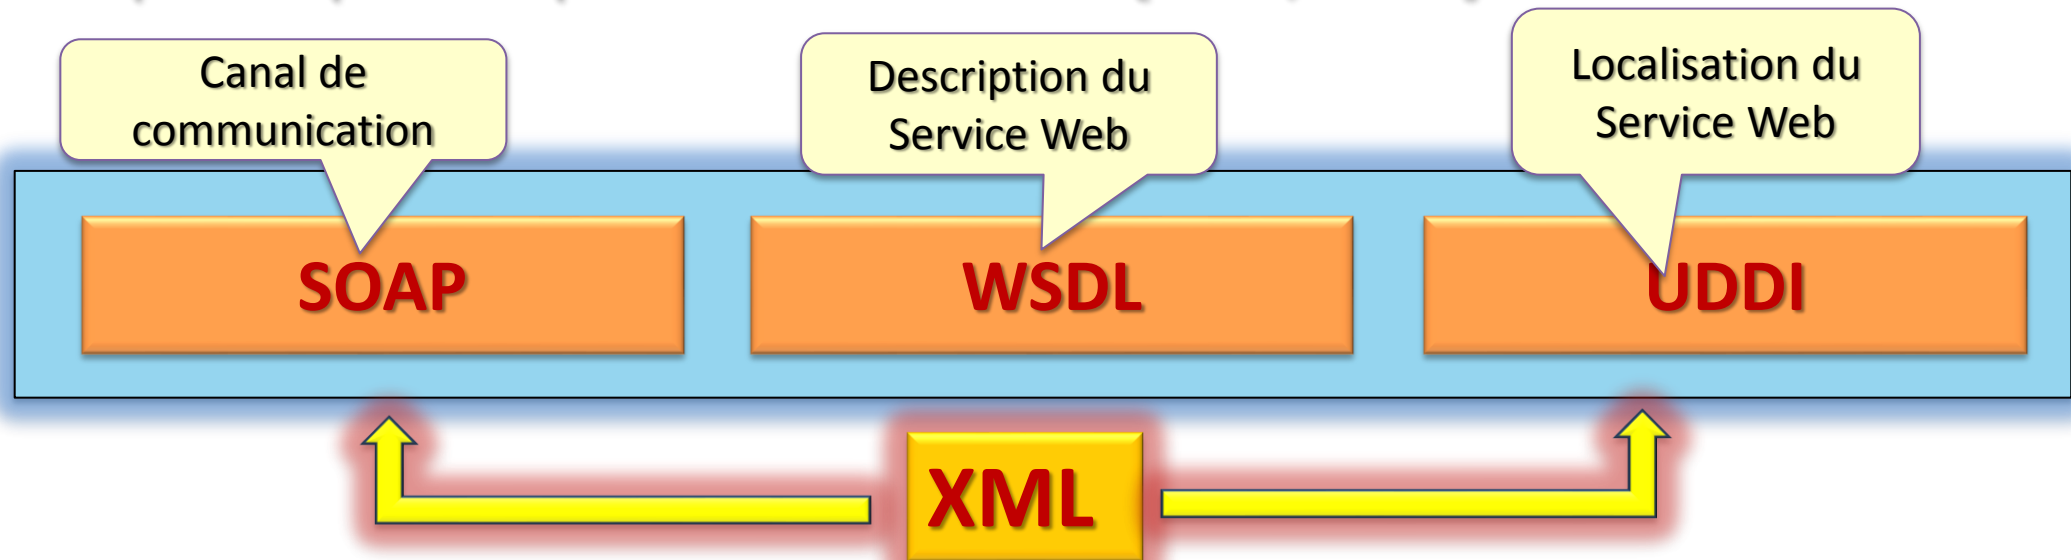 Canal de
communication
Description du
Service Web
Localisation du
Service Web
SOAP
WSDL
UDDI
XML